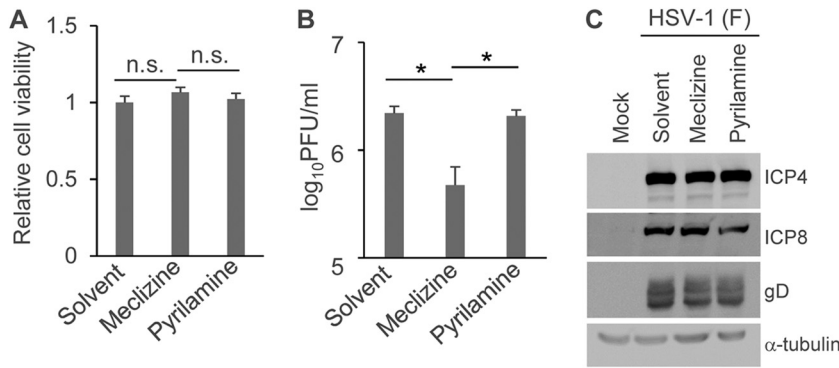 A
Relative cell viability
1.5
1
0.5
0
n.s.
n.s.
Solvent
Meclizine
Pyrilamine
B
log10PFU/ml
7
6
5
*
*
Solvent
Meclizine
Pyrilamine
C
HSV-1 (F)
Mock
Solvent
Meclizine
Pyrilamine
ICP4
ICP8
gD
α-tubulin